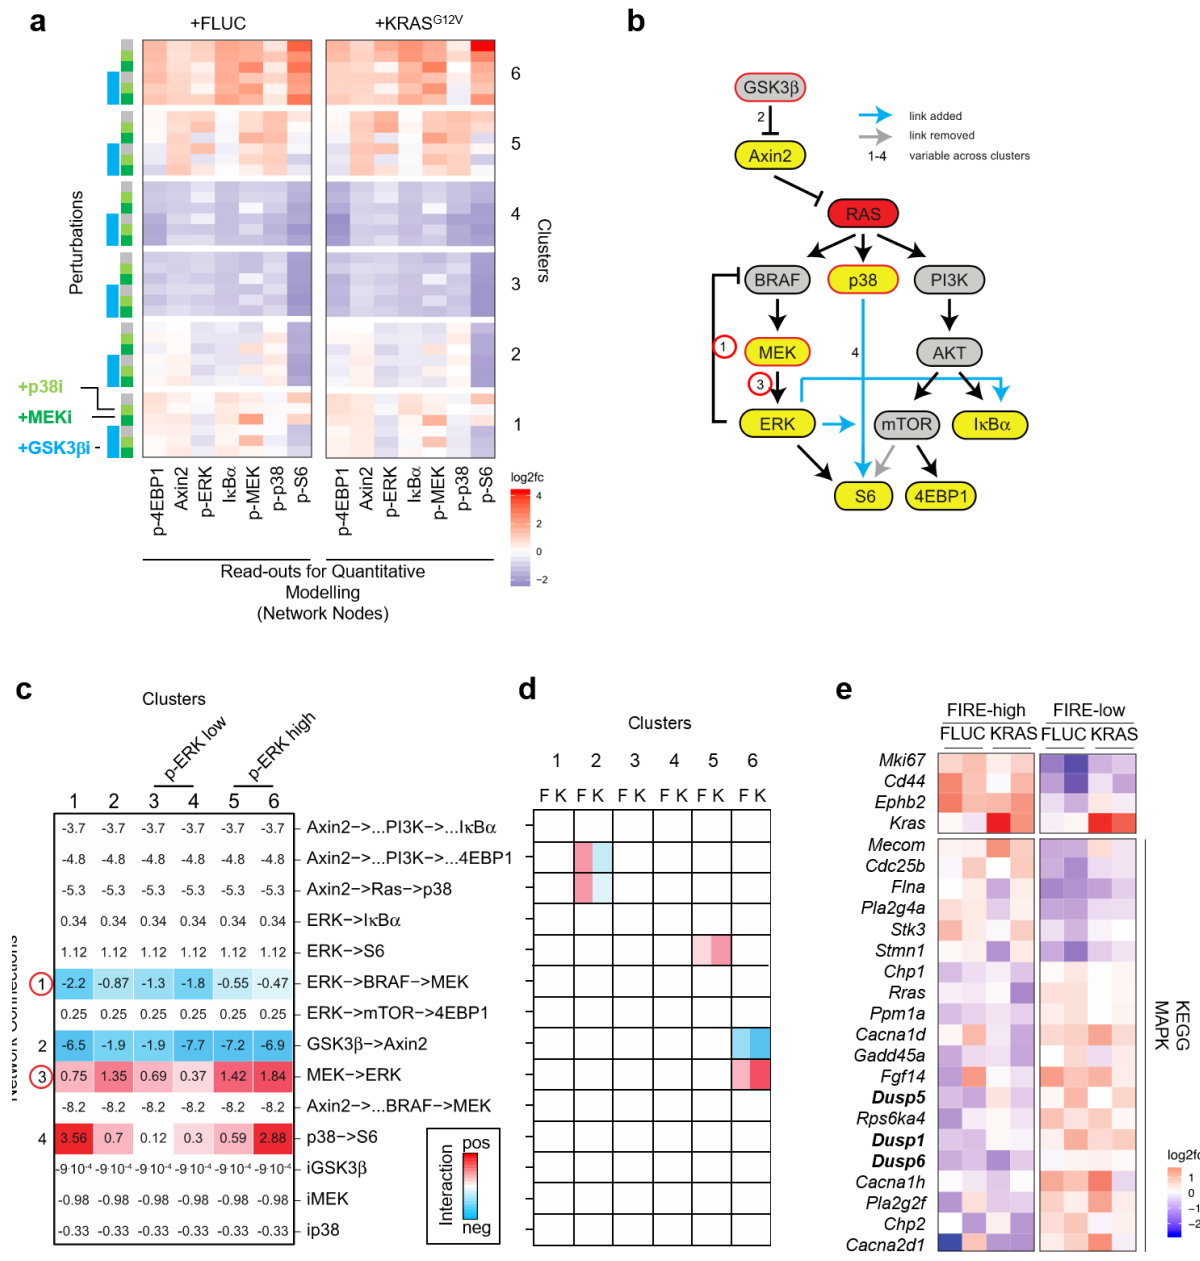 a
+FLUC
+KRASG12V
6
5
4
3
2
1
Perturbations
Clusters
+p38i
+MEKi
+GSK3βi
p-4EBP1
Axin2
p-ERK
IκBα
p-MEK
p-p38
p-S6
p-4EBP1
Axin2
p-ERK
IκBα
p-MEK
p-p38
p-S6
log2fc
4
2
0
−2
Read-outs for Quantitative
Modelling
(Network Nodes)
b
GSK3β
2
Axin2
link added
link removed
1-4 variable across clusters
RAS
BRAF p38 PI3K
1 MEK 4 AKT
3
ERK mTOR IκBα
S6 4EBP1
c
Clusters
p-ERK low
p-ERK high
1 2 3 4 5 6
-3.7 -3.7 -3.7 -3.7 -3.7 -3.7 Axin2->...PI3K->...IκBα
-4.8 -4.8 -4.8 -4.8 -4.8 -4.8 Axin2->...PI3K->...4EBP1
-5.3 -5.3 -5.3 -5.3 -5.3 -5.3 Axin2->Ras->p38
0.34 0.34 0.34 0.34 0.34 0.34 ERK->IκBα
1.12 1.12 1.12 1.12 1.12 1.12 ERK->S6
1 -2.2 -0.87 -1.3 -1.8 -0.55 -0.47 ERK->BRAF->MEK
0.25 0.25 0.25 0.25 0.25 0.25 ERK->mTOR->4EBP1
2 -6.5 -1.9 -1.9 -7.7 -7.2 -6.9 GSK3β->Axin2
3 0.75 1.35 0.69 0.37 1.42 1.84 MEK->ERK
-8.2 -8.2 -8.2 -8.2 -8.2 -8.2 Axin2->...BRAF->MEK
4 3.56 0.7 0.12 0.3 0.59 2.88 p38->S6
-9 10-4 -9 10-4 -9 10-4 -9 10-4 -9 10-4 -9 10-4 iGSK3β
-0.98 -0.98 -0.98 -0.98 -0.98 -0.98 iMEK
-0.33 -0.33 -0.33 -0.33 -0.33 -0.33 ip38
Network Connections
Interaction
pos
neg
d
Clusters
1 2 3 4 5 6
F K F K F K F K F K F K
e
FIRE-high FIRE-low
FLUC KRAS FLUC KRAS
Mki67
Cd44
Ephb2
Kras
Mecom
Cdc25b
Flna
Pla2g4a
Stk3
Stmn1
Chp1
Rras
Ppm1a
Cacna1d
Gadd45a
Fgf14
Dusp5
Rps6ka4
Dusp1
Dusp6
Cacna1h
Pla2g2f
Chp2
Cacna2d1
KEGG
MAPK
log2fc
1
0
−1
−2